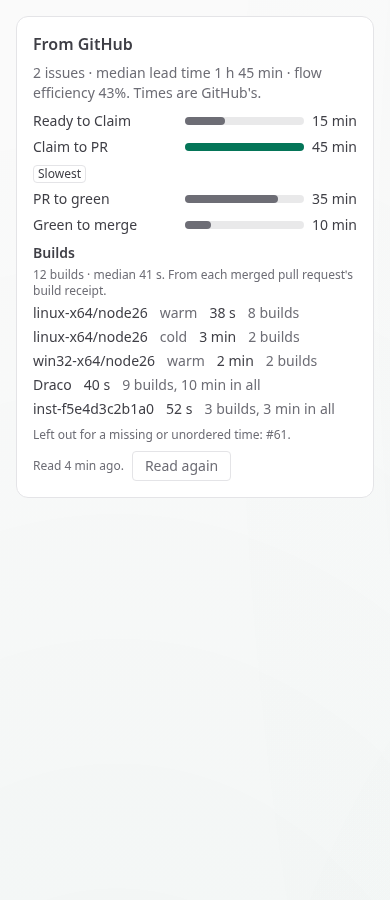 From GitHub
2 issues · median lead time 1 h 45 min · flow
efficiency 43%. Times are GitHub's.
Ready to Claim 15 min
Claim to PR 45 min
Slowest
PR to green 35 min
Green to merge 10 min
Builds
12 builds · median 41 s. From each merged pull request's
build receipt.
linux-x64/node26 warm 38 s 8 builds
linux-x64/node26 cold 3 min 2 builds
win32-x64/node26 warm 2 min 2 builds
Draco 40 s 9 builds, 10 min in all
inst-f5e4d3c2b1a0 52 s 3 builds, 3 min in all
Left out for a missing or unordered time: #61.
Read 4 min ago. Read again